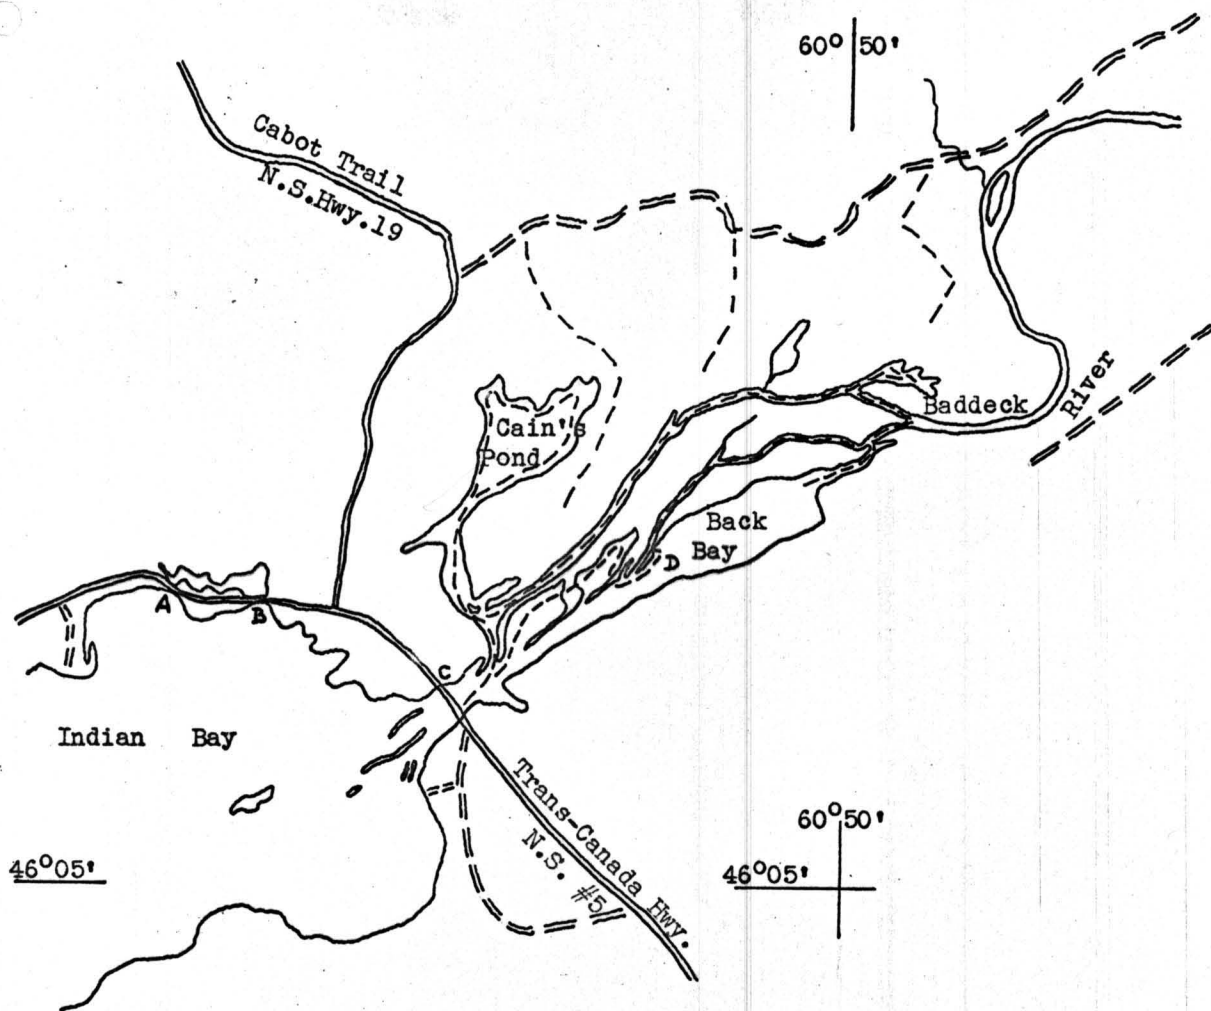 60° 50'
Cabot Trail
N.S.Hwy.19
River
Baddeck
Cain's
Pond
Back
Bay
D
A
B
C
Indian Bay
Trans-Canada Hwy.
N.S. #5
60° 50'
46°05'
46°05'